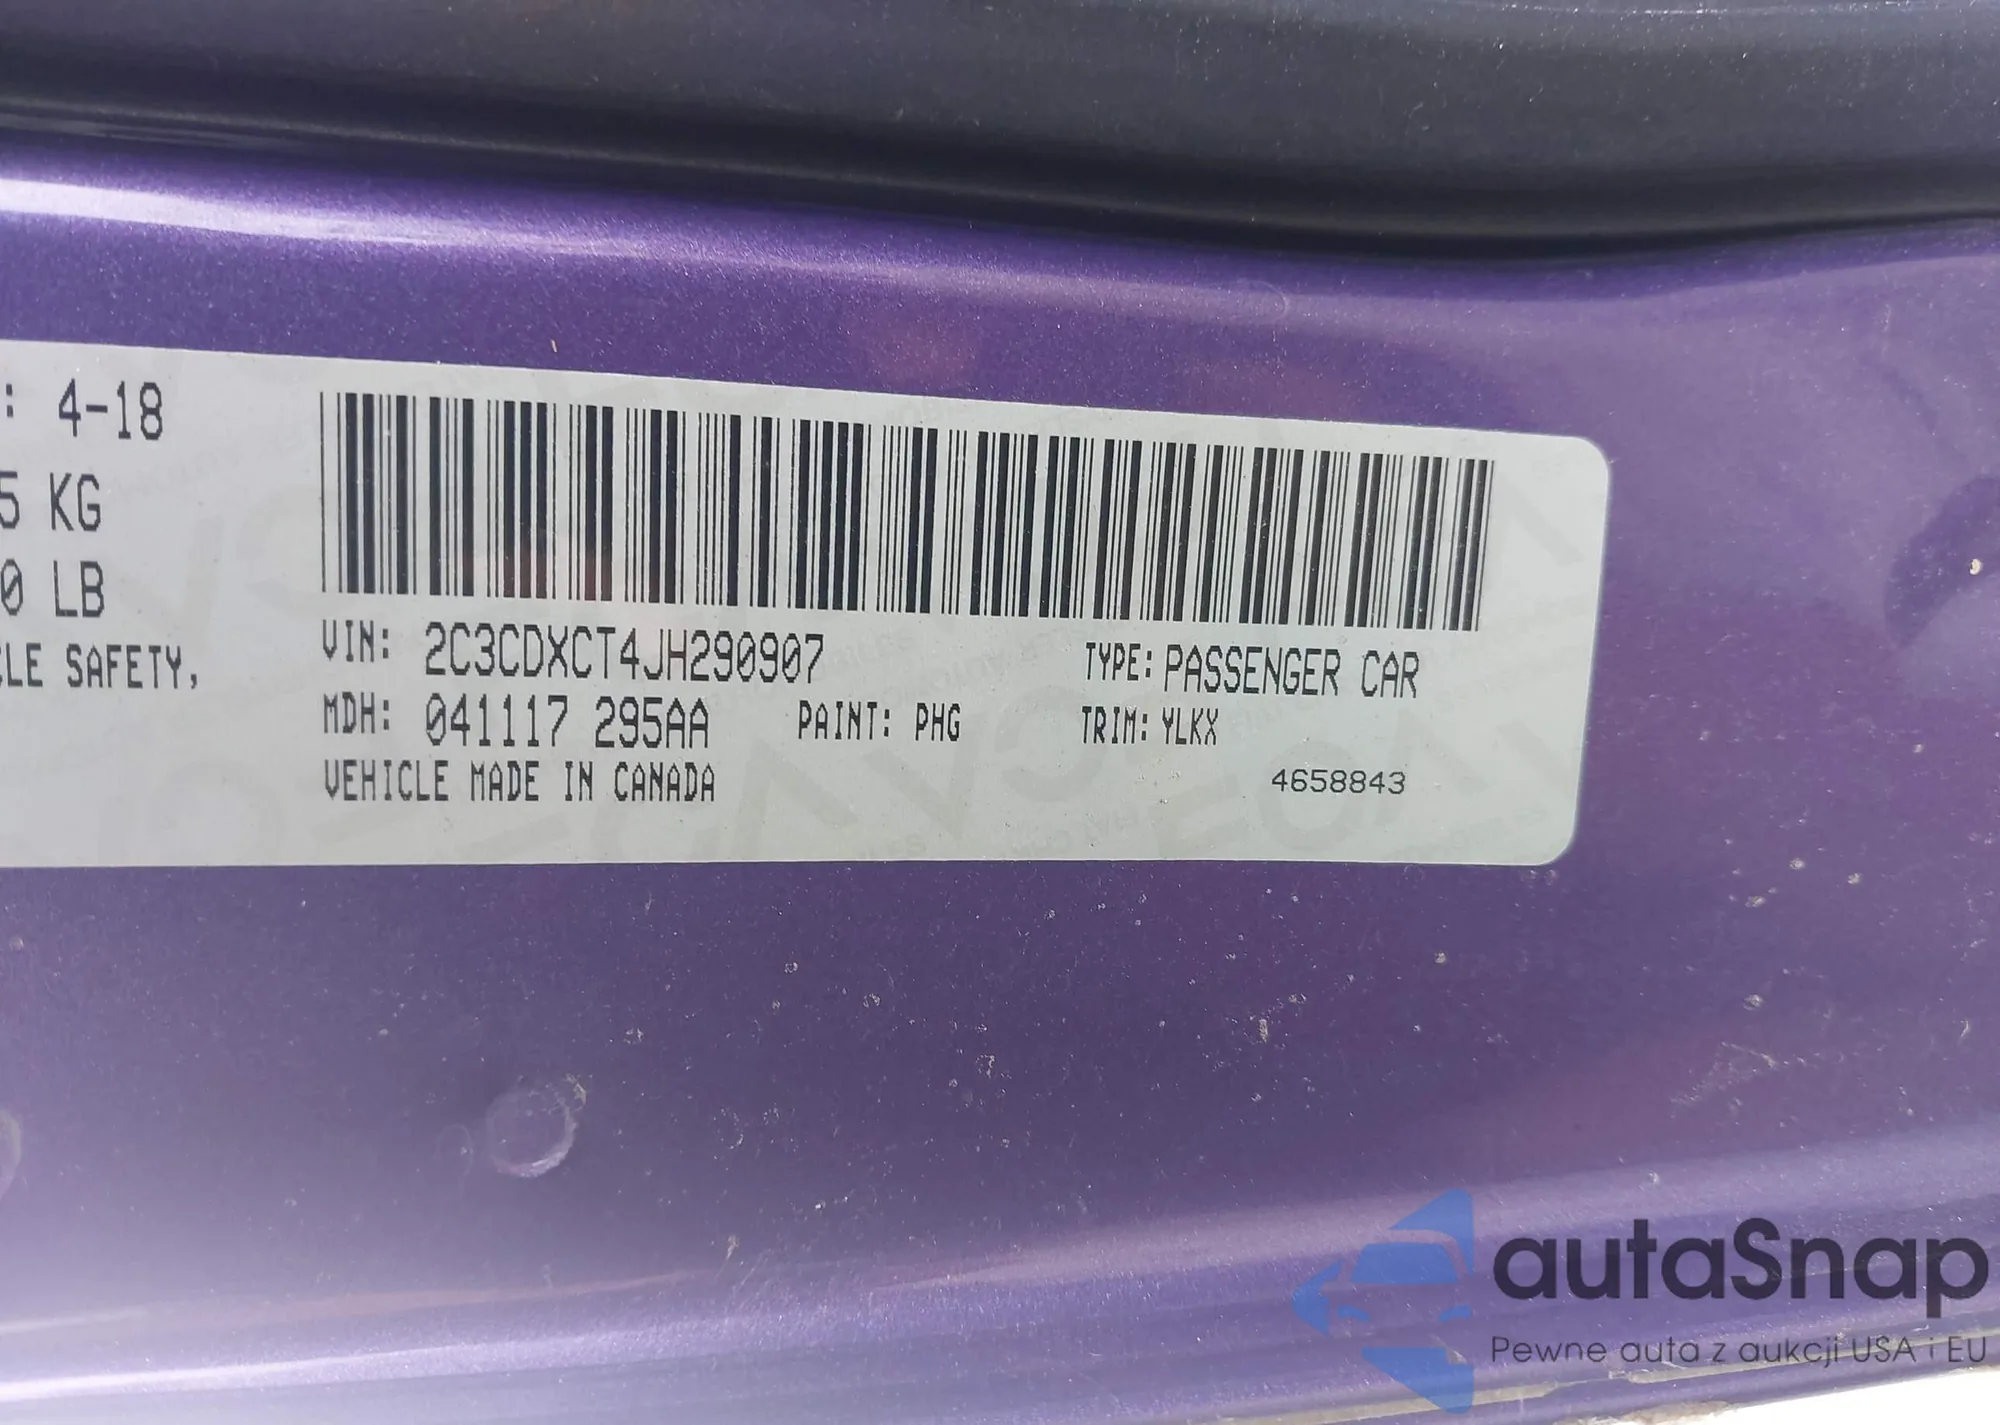 : 4-18
5 KG
0 LB
CLE SAFETY,
VIN: 2C3CDXCT4JH290907
TYPE: PASSENGER CAR
MDH: 041117 295AA
PAINT: PHG
TRIM: YLKX
VEHICLE MADE IN CANADA
4658843
autaSnap
Pewne auta z aukcji USA i EU